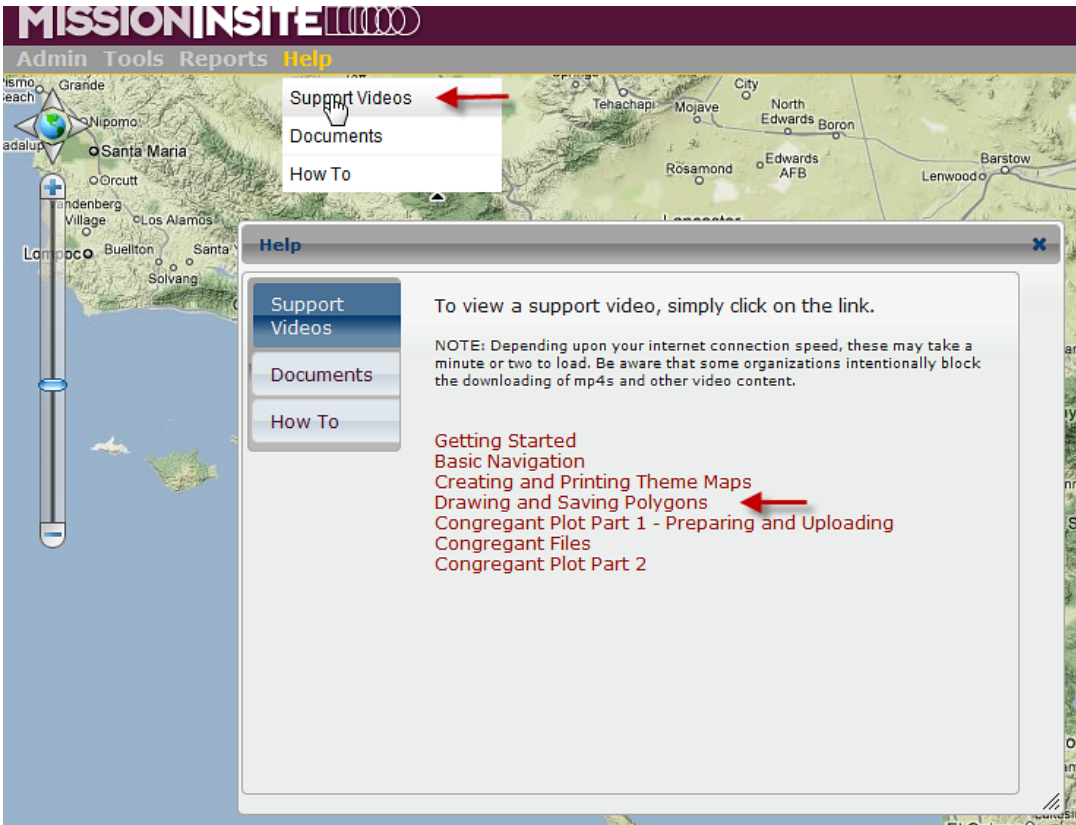 MISSIONINSITE
Admin Tools Reports Help
Grande
Nipomo
Santa Maria
Orcutt
Village
Los Alamos
Buellton
Santa
Solvang
Support Videos
Documents
How To
Tehachapi
Mojave
City
North
Edwards
Boron
Rosamond
Edwards
AFB
Barstow
Lenwood
Help
Support
Videos
Documents
How To
To view a support video, simply click on the link.
NOTE: Depending upon your internet connection speed, these may take a
minute or two to load. Be aware that some organizations intentionally block
the downloading of mp4s and other video content.
Getting Started
Basic Navigation
Creating and Printing Theme Maps
Drawing and Saving Polygons
Congregant Plot Part 1 - Preparing and Uploading
Congregant Files
Congregant Plot Part 2